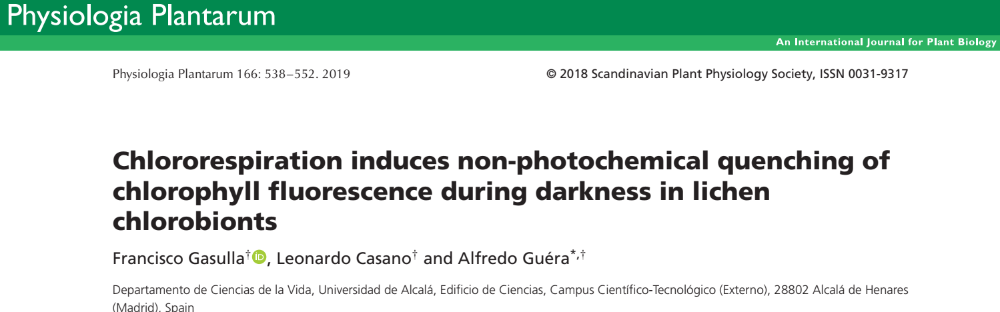 Physiologia Plantarum
An International Journal for Plant Biology
Physiologia Plantarum 166: 538–552. 2019
© 2018 Scandinavian Plant Physiology Society, ISSN 0031-9317
Chlororespiration induces non-photochemical quenching of
chlorophyll fluorescence during darkness in lichen
chlorobionts
Francisco Gasulla† iD, Leonardo Casano† and Alfredo Guéra*,†
Departamento de Ciencias de la Vida, Universidad de Alcalá, Edificio de Ciencias, Campus Científico-Tecnológico (Externo), 28802 Alcalá de Henares
(Madrid), Spain